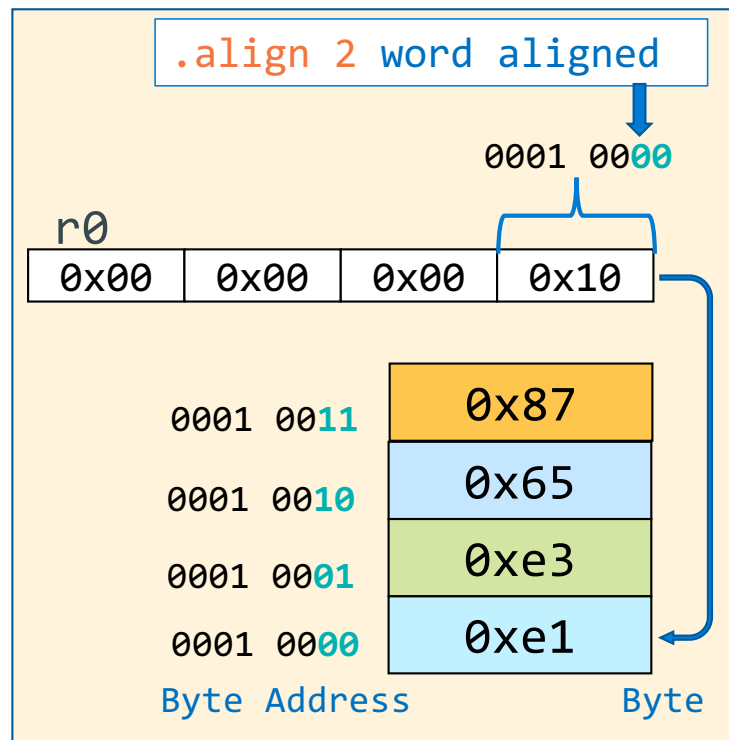 .align 2 word aligned
0001 0000
r0
0x00 0x00 0x00 0x10
0001 0011 0x87
0001 0010 0x65
0001 0001 0xe3
0001 0000 0xe1
Byte Address Byte